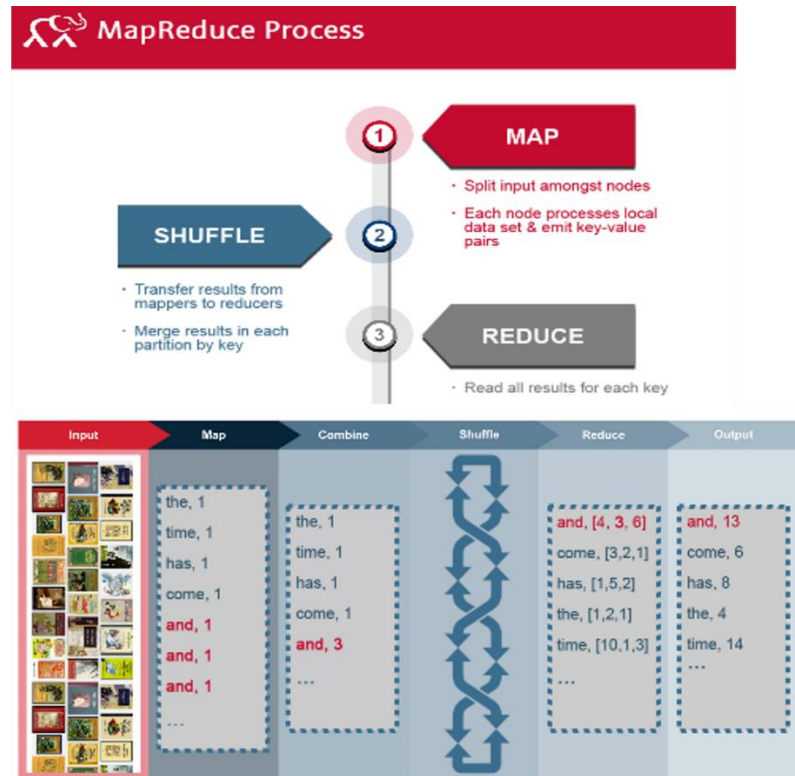 MapReduce Process
1
MAP
· Split input amongst nodes
· Each node processes local
data set & emit key-value
pairs
2
SHUFFLE
· Transfer results from
mappers to reducers
· Merge results in each
partition by key
3
REDUCE
· Read all results for each key
Input
Map
Combine
Shuffle
Reduce
Output
the, 1
time, 1
has, 1
come, 1
and, 1
and, 1
and, 1
...
the, 1
time, 1
has, 1
come, 1
and, 3
...
and, [4, 3, 6]
come, [3,2,1]
has, [1,5,2]
the, [1,2,1]
time, [10,1,3]
...
and, 13
come, 6
has, 8
the, 4
time, 14
...